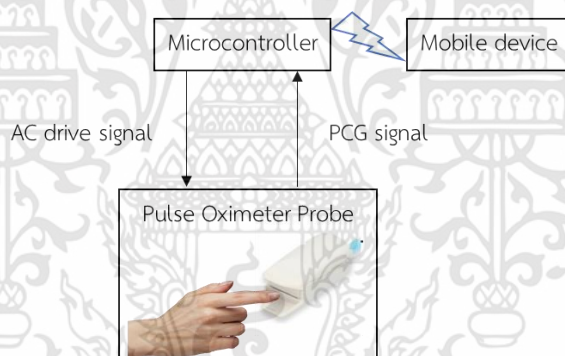 Microcontroller
Mobile device
AC drive signal
PCG signal
Pulse Oximeter Probe